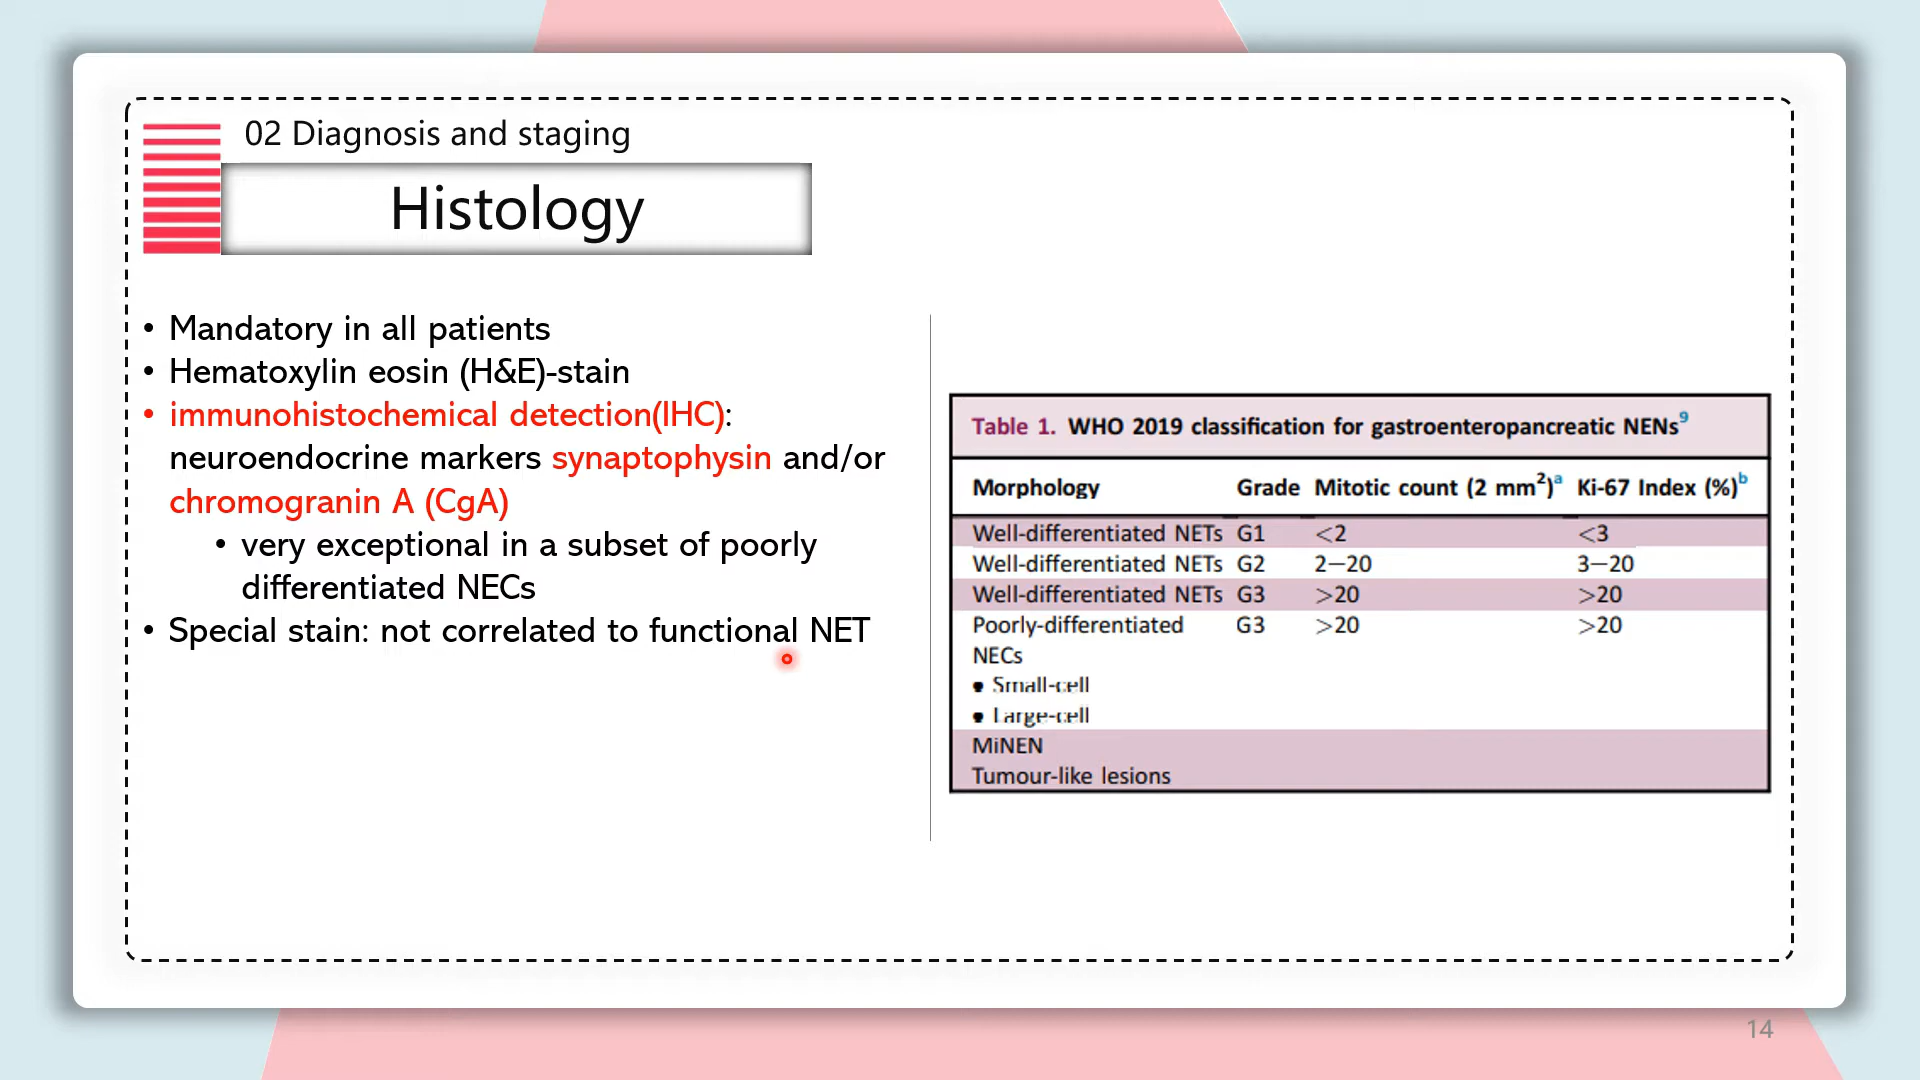 02 Diagnosis and staging
Histology
• Mandatory in all patients
• Hematoxylin eosin (H&E)-stain
• immunohistochemical detection(IHC):
neuroendocrine markers synaptophysin and/or
chromogranin A (CgA)
• very exceptional in a subset of poorly
differentiated NECs
• Special stain: not correlated to functional NET
Table 1. WHO 2019 classification for gastroenteropancreatic NENs9
Morphology Grade Mitotic count (2 mm2)a Ki-67 Index (%)b
Well-differentiated NETs G1 <2 <3
Well-differentiated NETs G2 2–20 3–20
Well-differentiated NETs G3 >20 >20
Poorly-differentiated G3 >20 >20
NECs
• Small-cell
• Large-cell
MiNEN
Tumour-like lesions
14